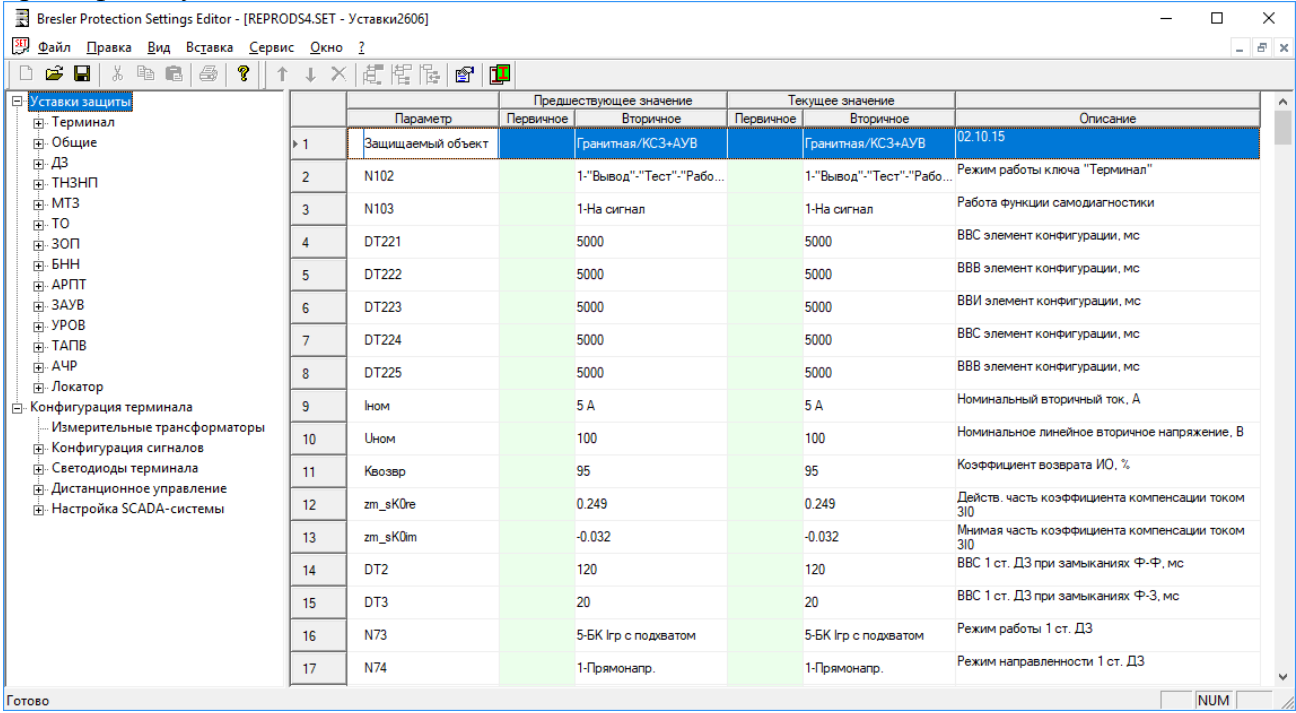 Bresler Protection Settings Editor - [REPRODS4.SET - Уставки2606]
Файл Правка Вид Вставка Сервис Окно ?
Уставки защиты
Терминал
Общие
ДЗ
ТНЗНП
МТЗ
ТО
ЗОП
БНН
АРПТ
ЗАУВ
УРОВ
ТАПВ
АЧР
Локатор
Конфигурация терминала
Измерительные трансформаторы
Конфигурация сигналов
Светодиоды терминала
Дистанционное управление
Настройка SCADA-системы
Предшествующее значение Текущее значение
Параметр Первичное Вторичное Первичное Вторичное Описание
1 Защищаемый объект Гранитная/КСЗ+АУВ Гранитная/КСЗ+АУВ 02.10.15
2 N102 1-"Вывод"-"Тест"-"Рабо... 1-"Вывод"-"Тест"-"Рабо... Режим работы ключа "Терминал"
3 N103 1-На сигнал 1-На сигнал Работа функции самодиагностики
4 DT221 5000 5000 ВВС элемент конфигурации, мс
5 DT222 5000 5000 ВВВ элемент конфигурации, мс
6 DT223 5000 5000 ВВИ элемент конфигурации, мс
7 DT224 5000 5000 ВВС элемент конфигурации, мс
8 DT225 5000 5000 ВВВ элемент конфигурации, мс
9 Iном 5 А 5 А Номинальный вторичный ток, А
10 Uном 100 100 Номинальное линейное вторичное напряжение, В
11 Kвозвр 95 95 Коэффициент возврата ИО, %
12 zm_sK0re 0.249 0.249 Действ. часть коэффициента компенсации током
3I0
13 zm_sK0im -0.032 -0.032 Мнимая часть коэффициента компенсации током
3I0
14 DT2 120 120 ВВС 1 ст. ДЗ при замыканиях Ф-Ф, мс
15 DT3 20 20 ВВС 1 ст. ДЗ при замыканиях Ф-З, мс
16 N73 5-БК Iгр с подхватом 5-БК Iгр с подхватом Режим работы 1 ст. ДЗ
17 N74 1-Прямонапр. 1-Прямонапр. Режим направленности 1 ст. ДЗ
Готово NUM